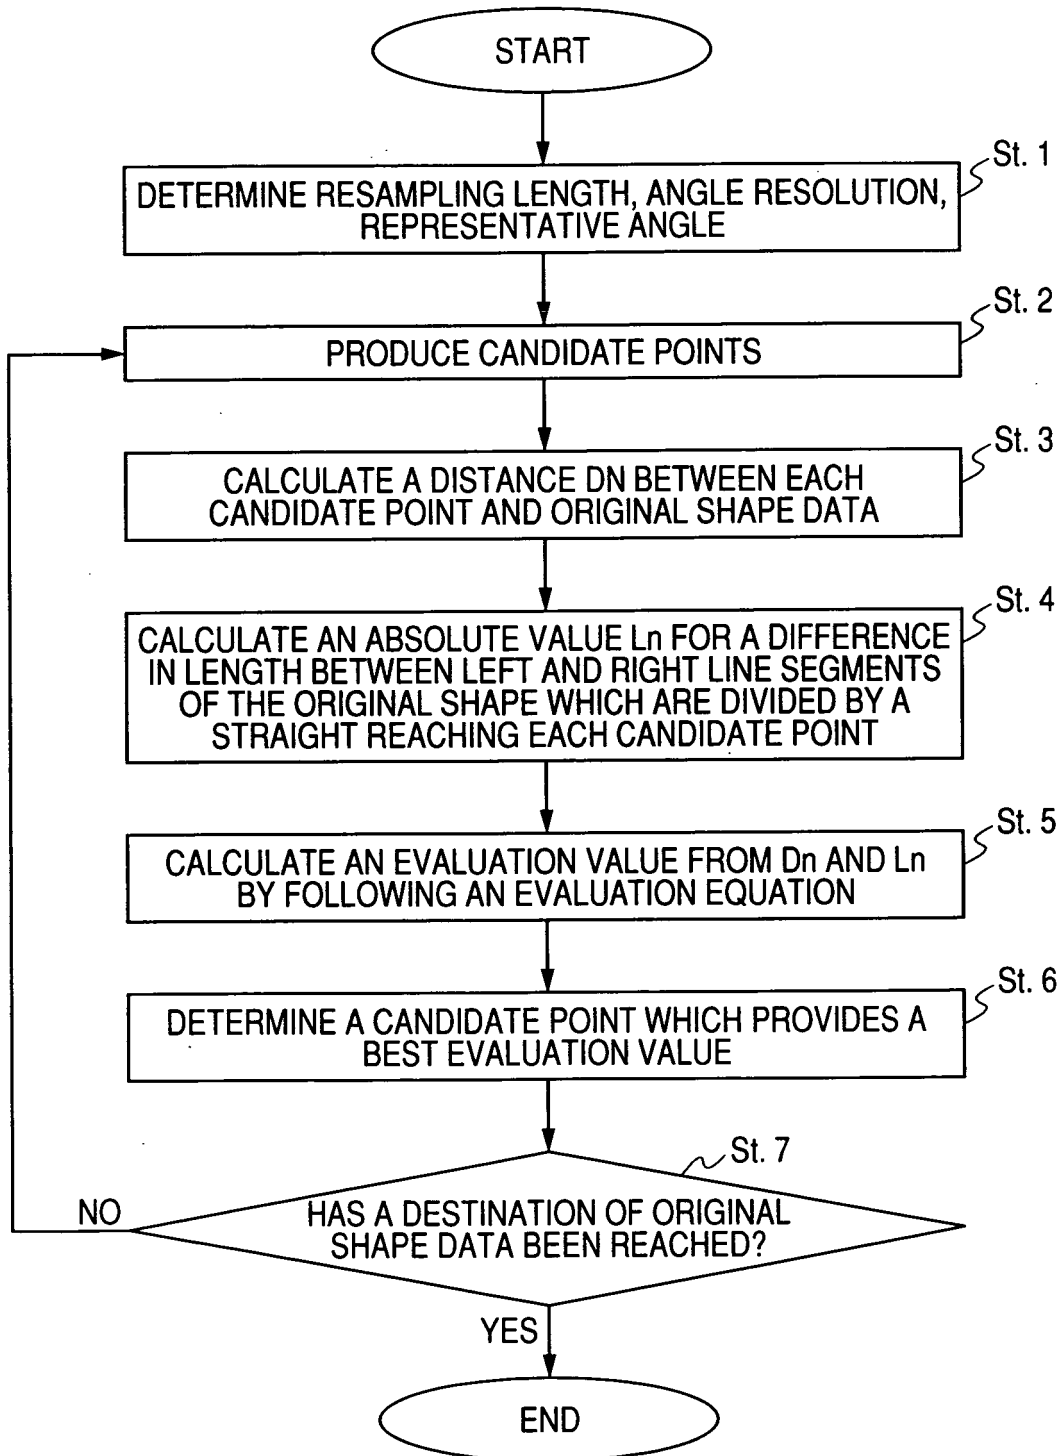 START
St. 1
DETERMINE RESAMPLING LENGTH, ANGLE RESOLUTION,
REPRESENTATIVE ANGLE
St. 2
PRODUCE CANDIDATE POINTS
St. 3
CALCULATE A DISTANCE DN BETWEEN EACH
CANDIDATE POINT AND ORIGINAL SHAPE DATA
St. 4
CALCULATE AN ABSOLUTE VALUE Ln FOR A DIFFERENCE
IN LENGTH BETWEEN LEFT AND RIGHT LINE SEGMENTS
OF THE ORIGINAL SHAPE WHICH ARE DIVIDED BY A
STRAIGHT REACHING EACH CANDIDATE POINT
St. 5
CALCULATE AN EVALUATION VALUE FROM Dn AND Ln
BY FOLLOWING AN EVALUATION EQUATION
St. 6
DETERMINE A CANDIDATE POINT WHICH PROVIDES A
BEST EVALUATION VALUE
St. 7
NO
HAS A DESTINATION OF ORIGINAL
SHAPE DATA BEEN REACHED?
YES
END